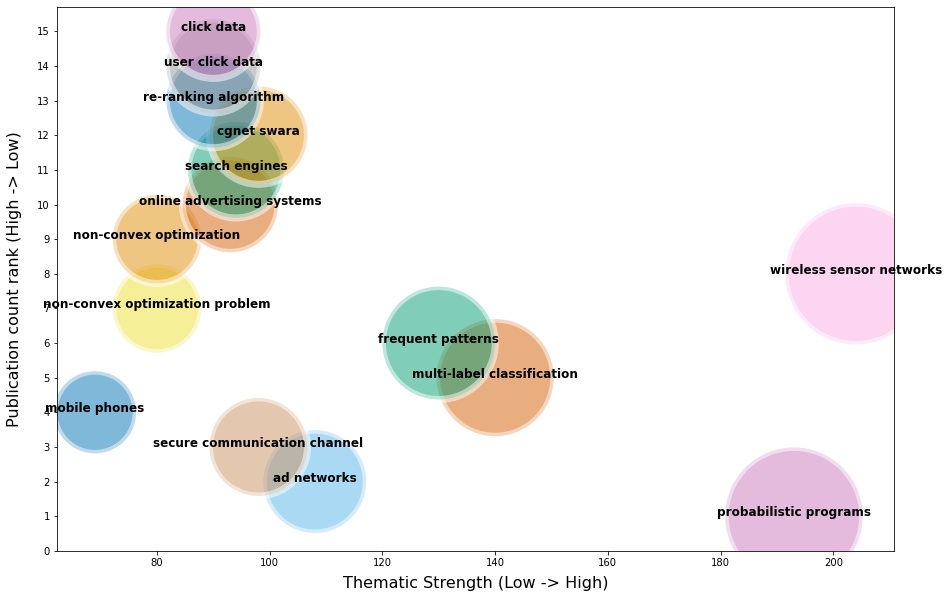 Publication count rank (High -> Low)
15
14
13
12
11
10
9
8
7
6
5
4
3
2
1
0
click data
user click data
re-ranking algorithm
cgnet swara
search engines
online advertising systems
non-convex optimization
wireless sensor networks
non-convex optimization problem
frequent patterns
multi-label classification
mobile phones
secure communication channel
ad networks
probabilistic programs
80 100 120 140 160 180 200
Thematic Strength (Low -> High)